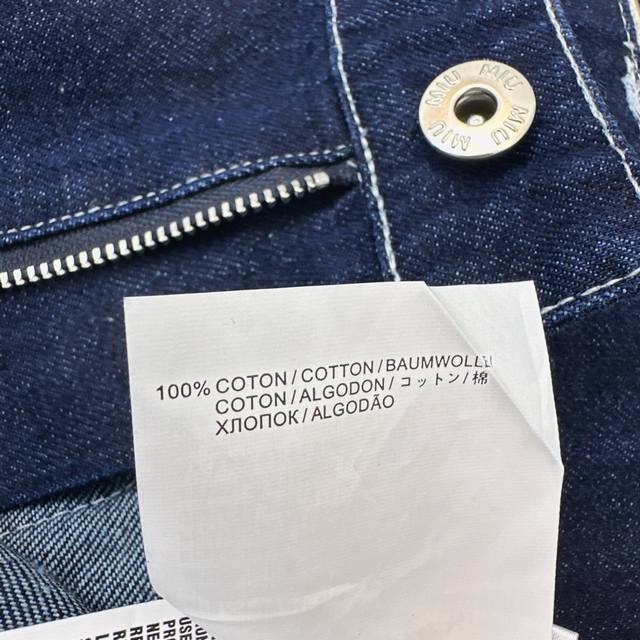 MIU MIU MIU MIU
100% COTON / COTTON / BAUMWOLLE
COTON / ALGODON / コットン / 棉
ХЛОПОК / ALGODÃO